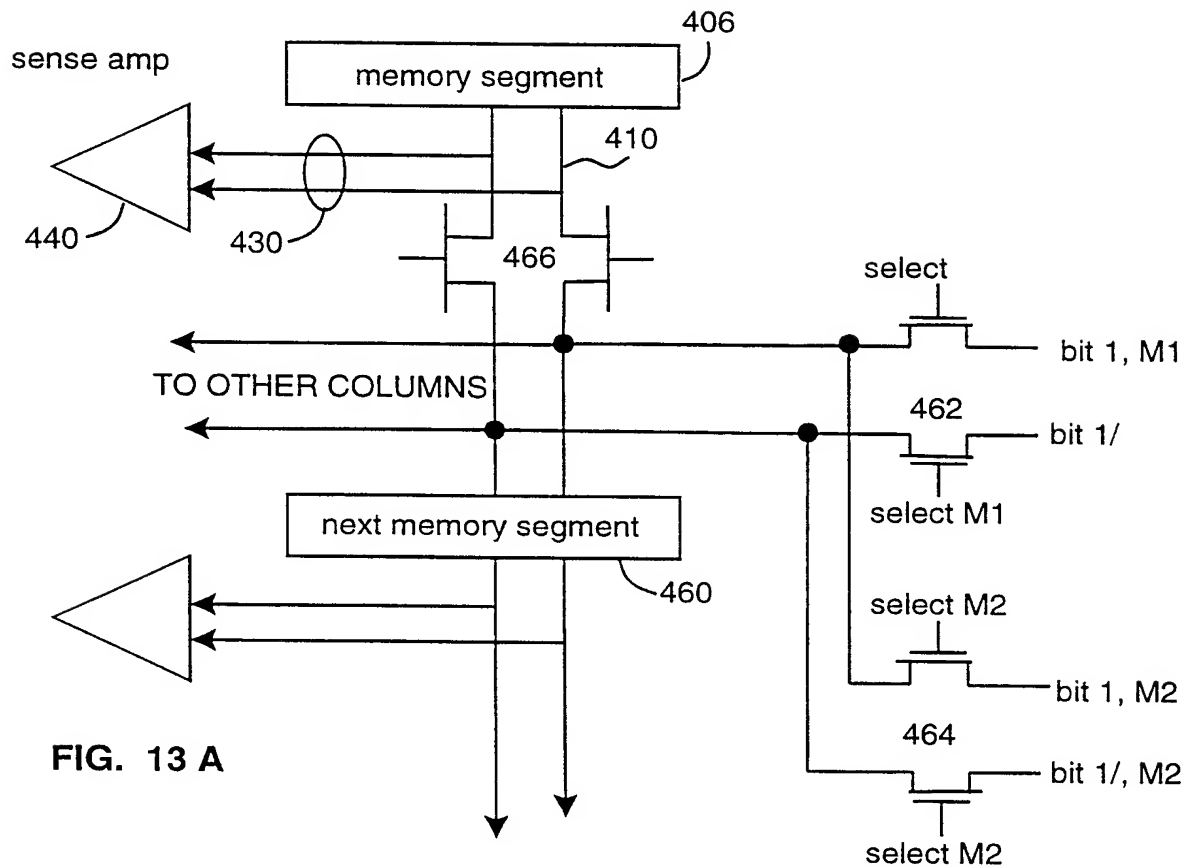 406
sense amp
memory segment
410
440
430
466
select
bit 1, M1
TO OTHER COLUMNS
462
bit 1/
select M1
next memory segment
460
select M2
bit 1, M2
464
FIG. 13 A
bit 1/, M2
select M2